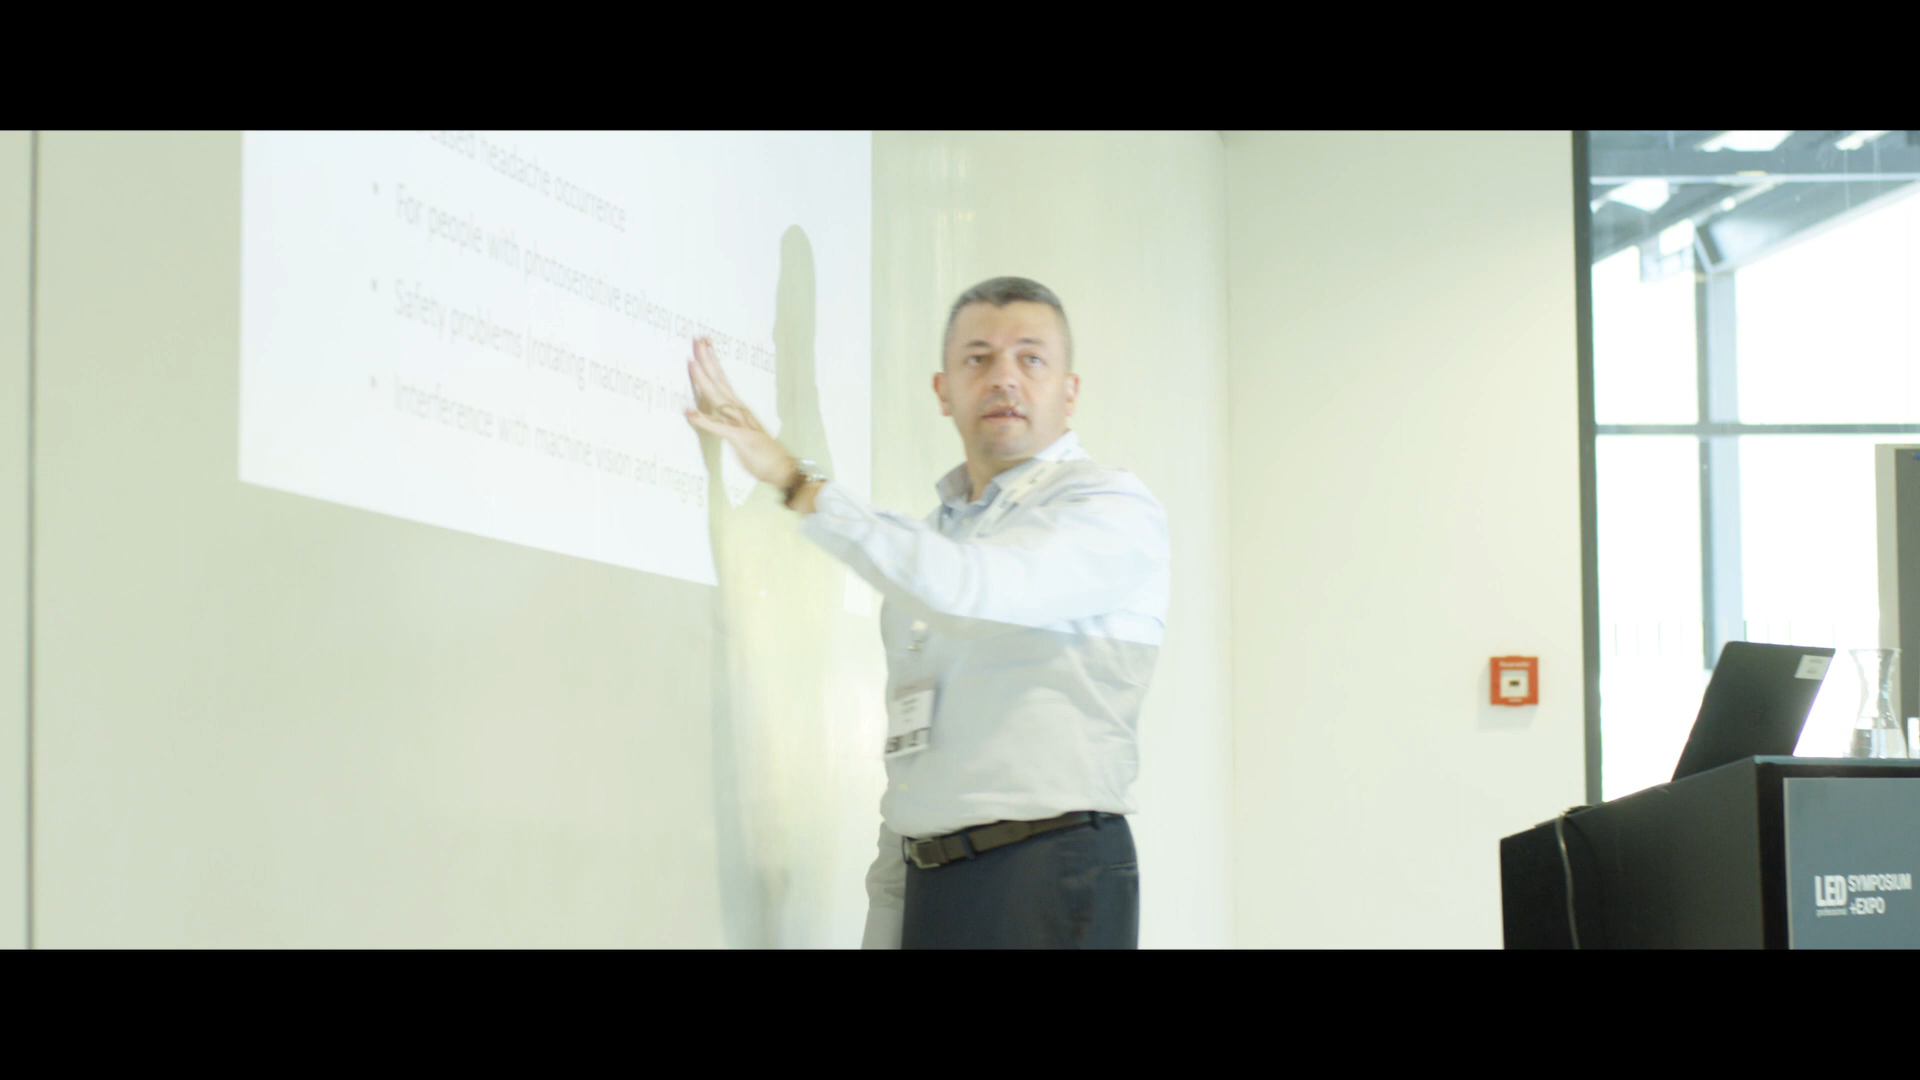 headache occurrence
For people with photosensitive epilepsy can trigger an
Safety problems (rotating machinery in
Interference with machine vision and imaging
LED SYMPOSIUM
professional +EXPO